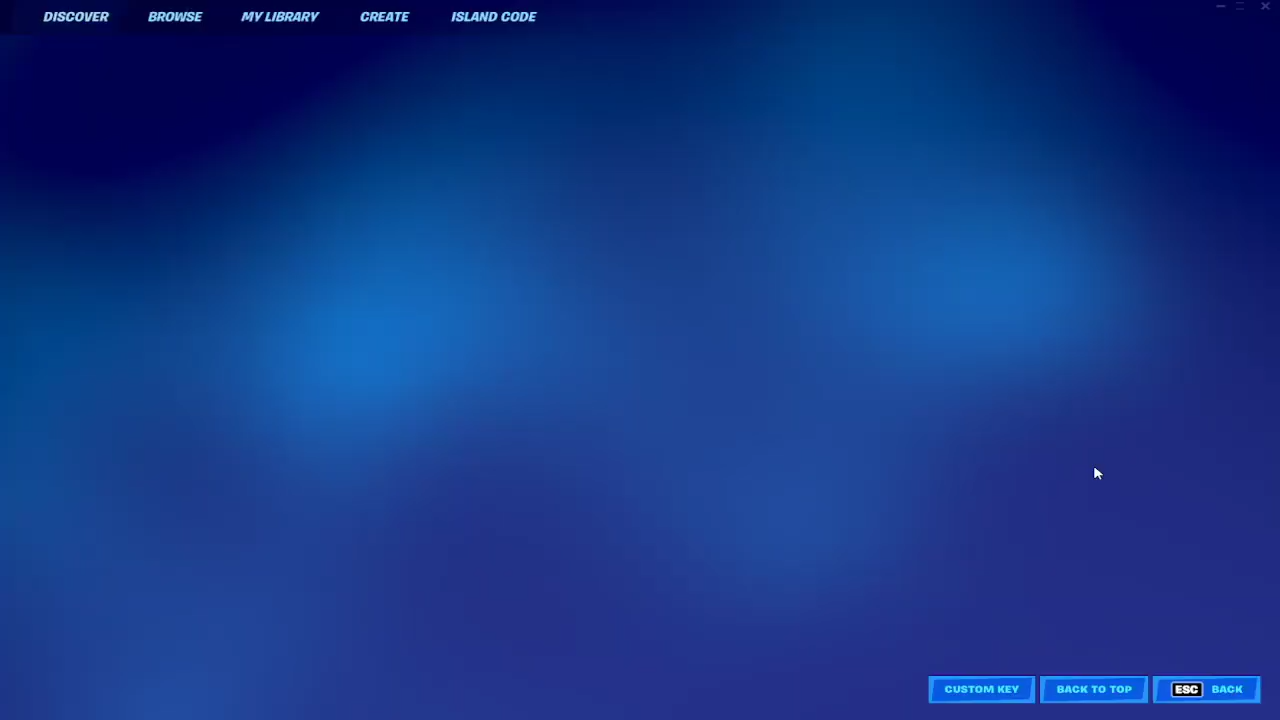 DISCOVER BROWSE MY LIBRARY CREATE ISLAND CODE
CUSTOM KEY BACK TO TOP ESC BACK